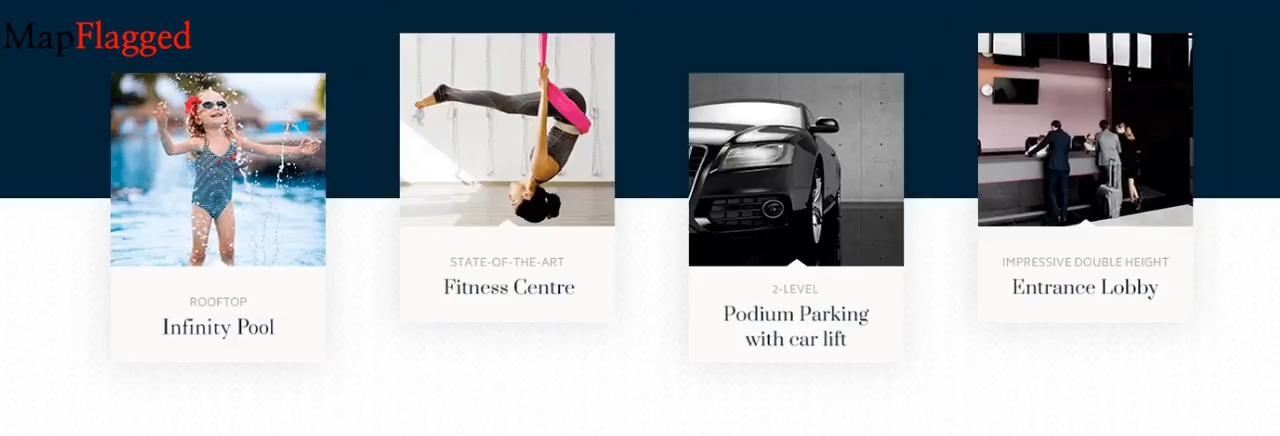 MapFlagged
ROOFTOP
Infinity Pool
STATE-OF-THE-ART
Fitness Centre
2-LEVEL
Podium Parking
with car lift
IMPRESSIVE DOUBLE HEIGHT
Entrance Lobby